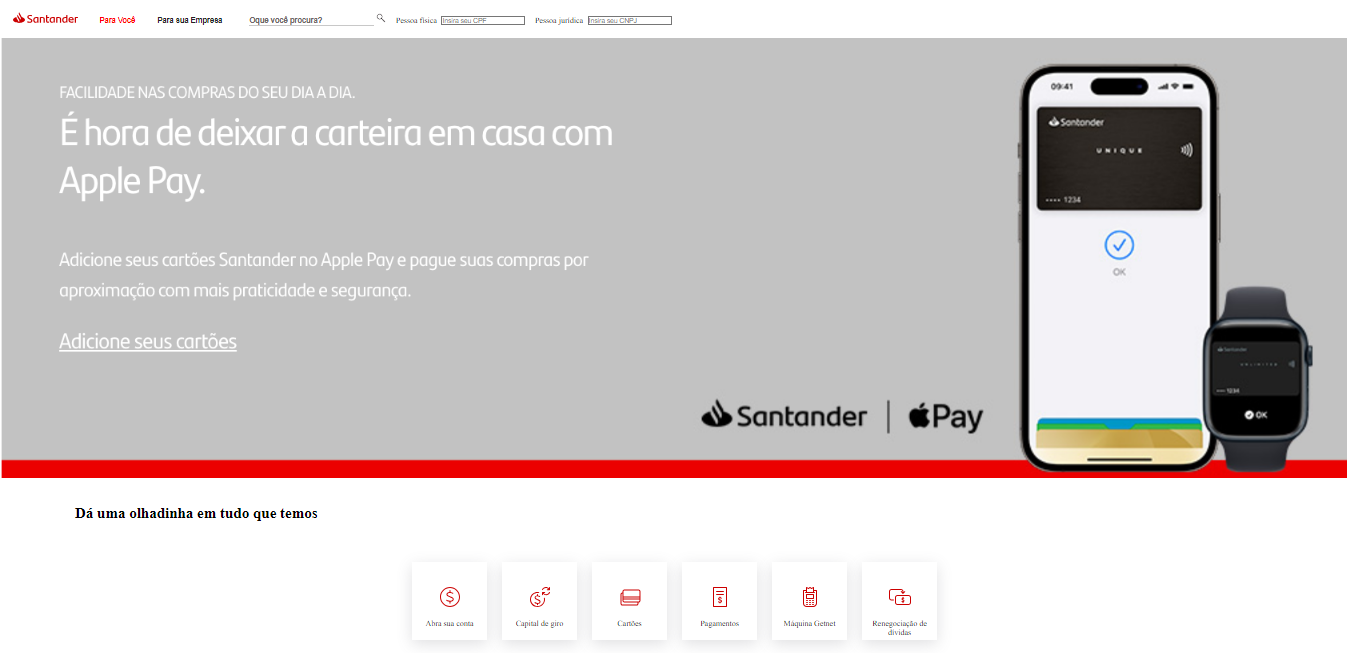 Santander Para Você Para sua Empresa Oque você procura? Pessoa física Insira seu CPF Pessoa jurídica Insira seu CNPJ
FACILIDADE NAS COMPRAS DO SEU DIA A DIA.
É hora de deixar a carteira em casa com
Apple Pay.
Adicione seus cartões Santander no Apple Pay e pague suas compras por
aproximação com mais praticidade e segurança.
Adicione seus cartões
Santander | Pay
09:41
Santander
UNIQUE
•••• 1234
OK
Santander
UNLIMITED
•••• 1234
OK
Dá uma olhadinha em tudo que temos
Abra sua conta
Capital de giro
Cartões
Pagamentos
Máquina Getnet
Renegociação de
dívidas